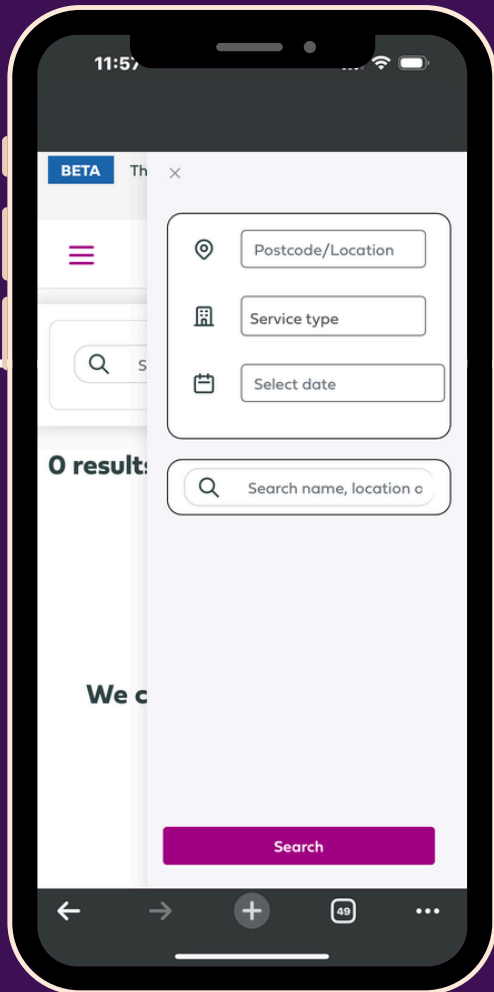 11:57
BETA Th
Postcode/Location
Service type
Select date
S
0 results
Search name, location o
We c
Search
49